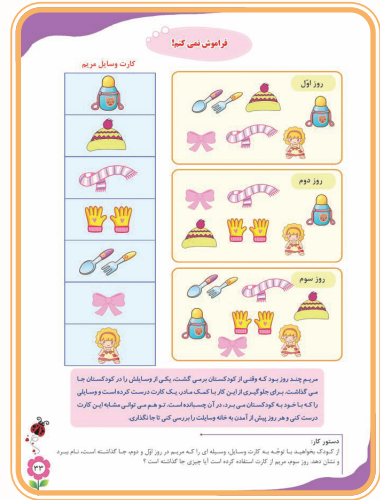 فراموش نمی کنم!
کارت وسایل مریم
روز اوّل
روز دوم
روز سوم
مریم چند روز بود که وقتی از کودکستان برمی گشت، یکی از وسایلش را در کودکستان جا
می گذاشت. برای جلوگیری از این کار با کمک مادر، یک کارت درست کرده است و وسایلی
را که با خود به کودکستان می برد، در آن چسبانده است. تو هم می توانی مشابه این کارت
درست کنی و هر روز پیش از آمدن به خانه وسایلت را بررسی کنی تا جا نگذاری.
دستور کار:
از کودک بخواهید با توجّه به کارت وسایل، وسیله ای را که مریم در روز اوّل و دوم، جا گذاشته است، نام ببرد
و نشان دهد. روز سوم، مریم از کارت استفاده کرده است آیا چیزی جا گذاشته است ؟
۳۳